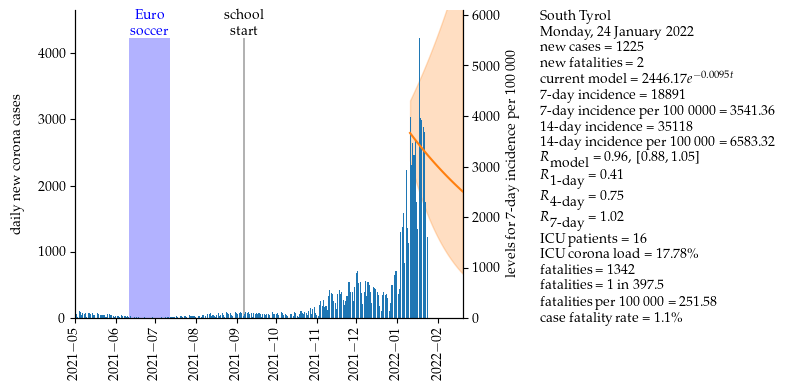 Euro
soccer
school
start
daily new corona cases
0
1000
2000
3000
4000
levels for 7-day incidence per 100 000
0
1000
2000
3000
4000
5000
6000
2021−05
2021−06
2021−07
2021−08
2021−09
2021−10
2021−11
2021−12
2022−01
2022−02
South Tyrol
Monday, 24 January 2022
new cases = 1225
new fatalities = 2
current model = 2446.17e^{−0.0095t}
7-day incidence = 18891
7-day incidence per 100 0000 = 3541.36
14-day incidence = 35118
14-day incidence per 100 000 = 6583.32
R_model = 0.96, [0.88, 1.05]
R_1-day = 0.41
R_4-day = 0.75
R_7-day = 1.02
ICU patients = 16
ICU corona load = 17.78%
fatalities = 1342
fatalities = 1 in 397.5
fatalities per 100 000 = 251.58
case fatality rate = 1.1%